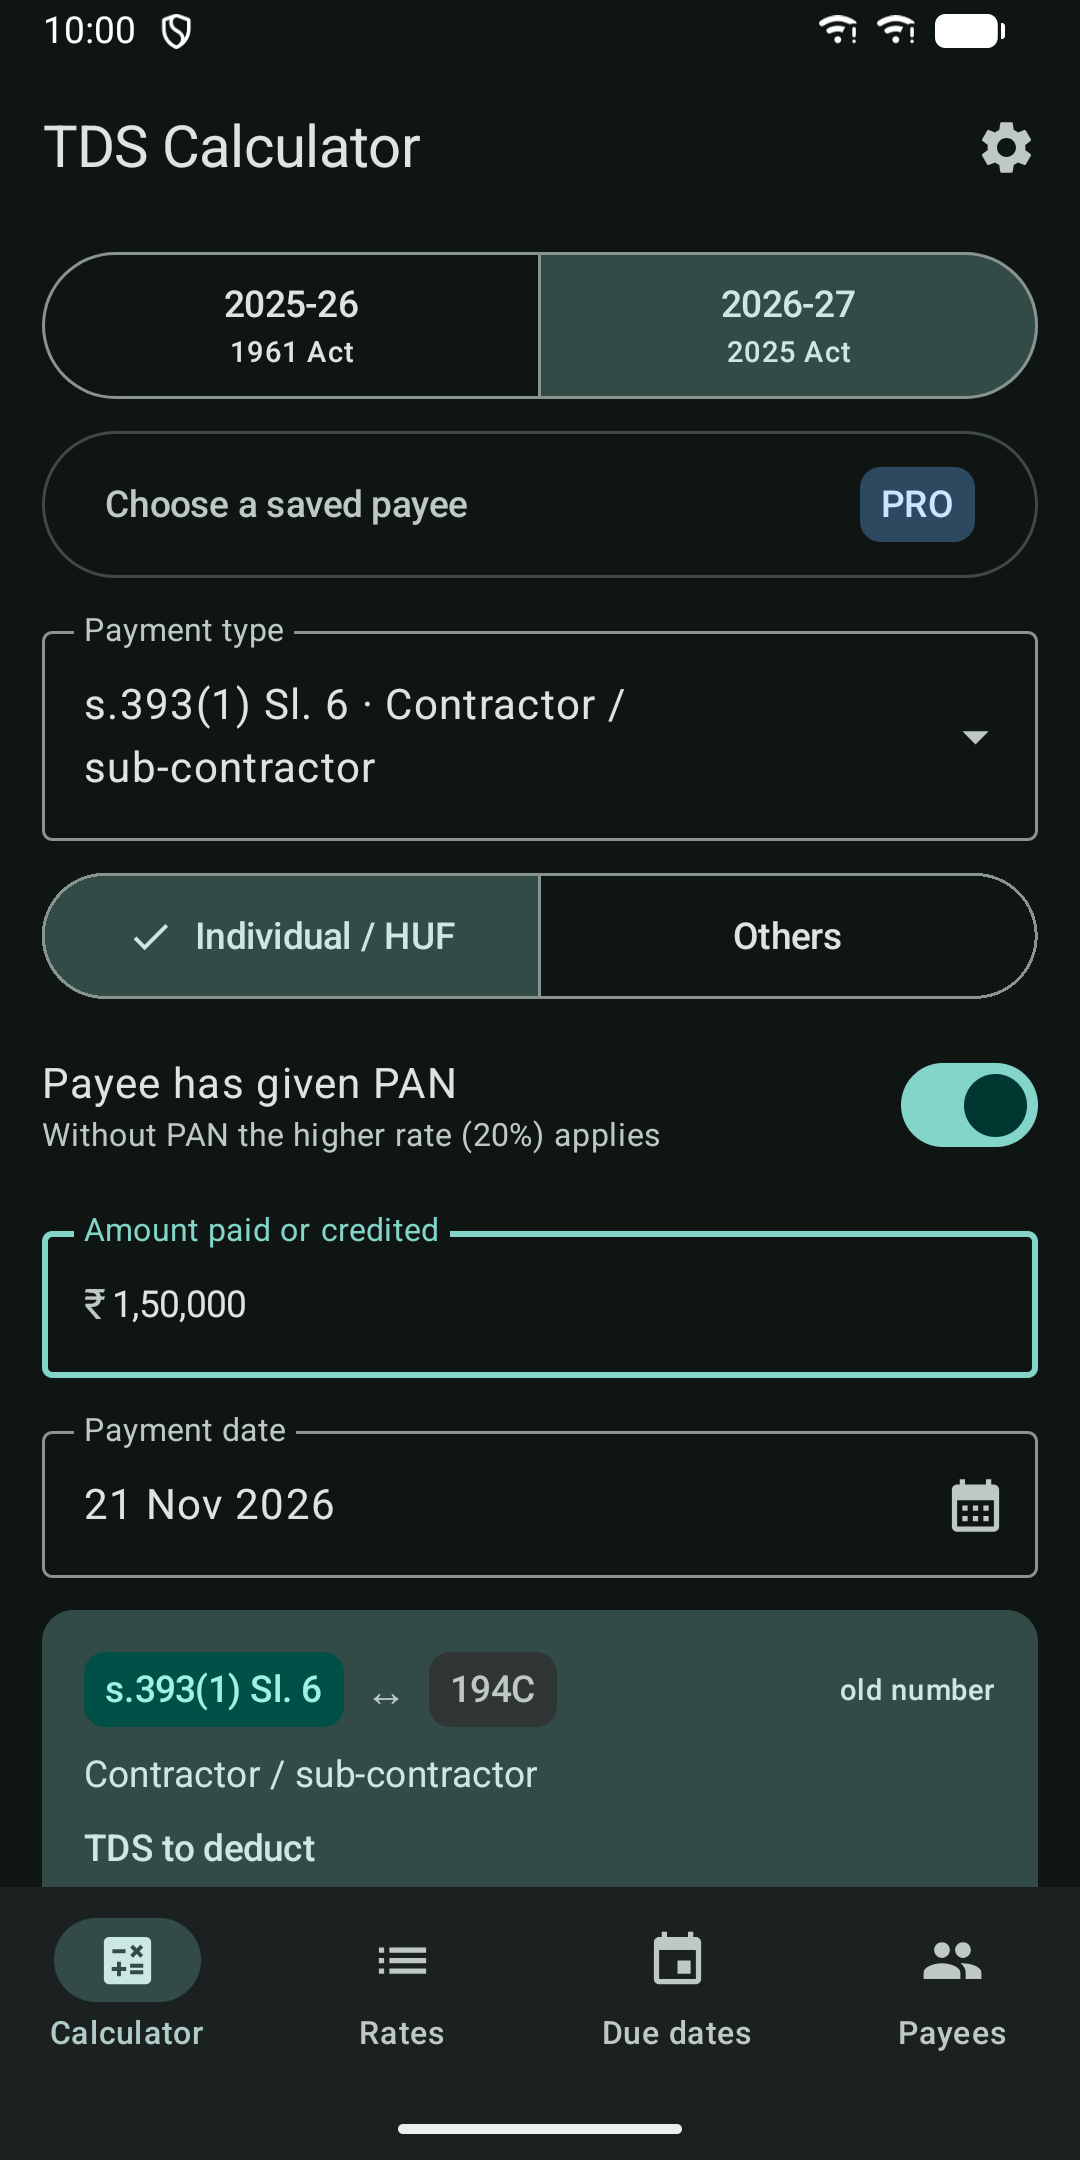 10:00
TDS Calculator
2025-26
1961 Act
2026-27
2025 Act
Choose a saved payee
PRO
Payment type
s.393(1) Sl. 6 · Contractor /
sub-contractor
Individual / HUF
Others
Payee has given PAN
Without PAN the higher rate (20%) applies
Amount paid or credited
₹ 1,50,000
Payment date
21 Nov 2026
s.393(1) Sl. 6 ↔ 194C
old number
Contractor / sub-contractor
TDS to deduct
Calculator
Rates
Due dates
Payees